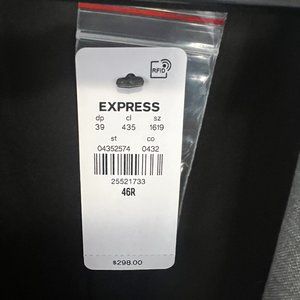 RFID
EXPRESS
dp cl sz
39 435 1619
st co
04352574 0432
25521733
46R
$298.00